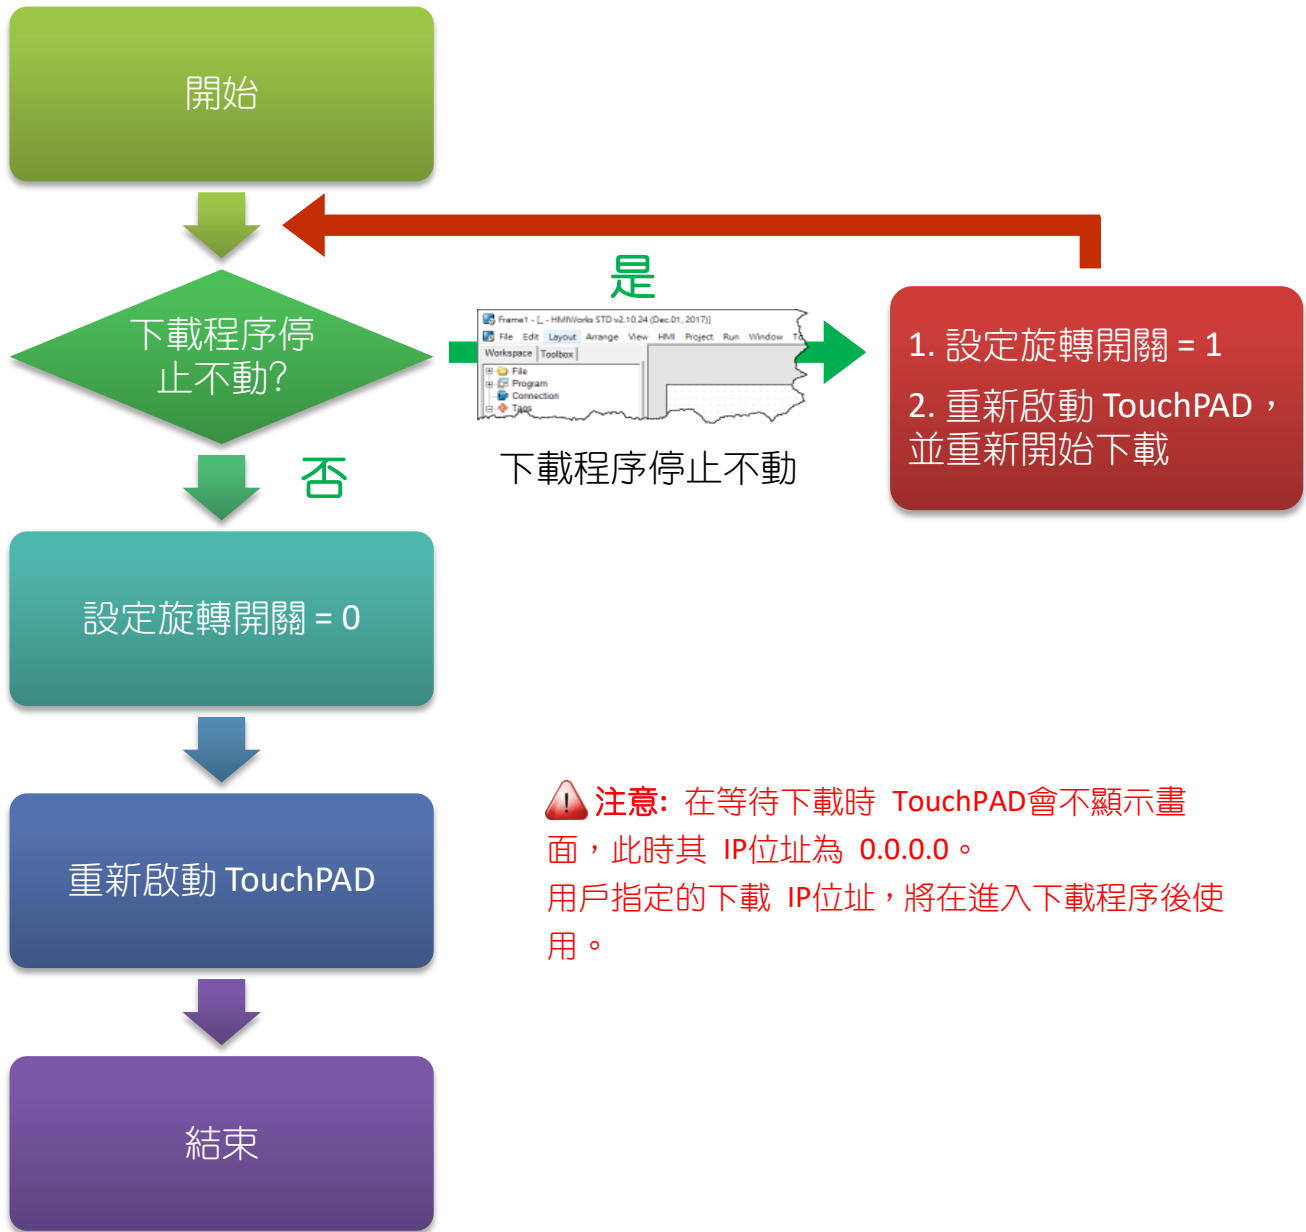 開始
是
下載程序停
止不動?
Frame1 - [_ - HMIWorks STD v2.10.24 (Dec.01, 2017)]
File Edit Layout Arrange View HMI Project Run Window
Workspace Toolbox
File
Program
Connection
Tags
下載程序停止不動
1. 設定旋轉開關 = 1
2. 重新啟動 TouchPAD，
並重新開始下載
否
設定旋轉開關 = 0
重新啟動 TouchPAD
注意: 在等待下載時 TouchPAD會不顯示畫
面，此時其 IP位址為 0.0.0.0。
用戶指定的下載 IP位址，將在進入下載程序後使
用。
結束